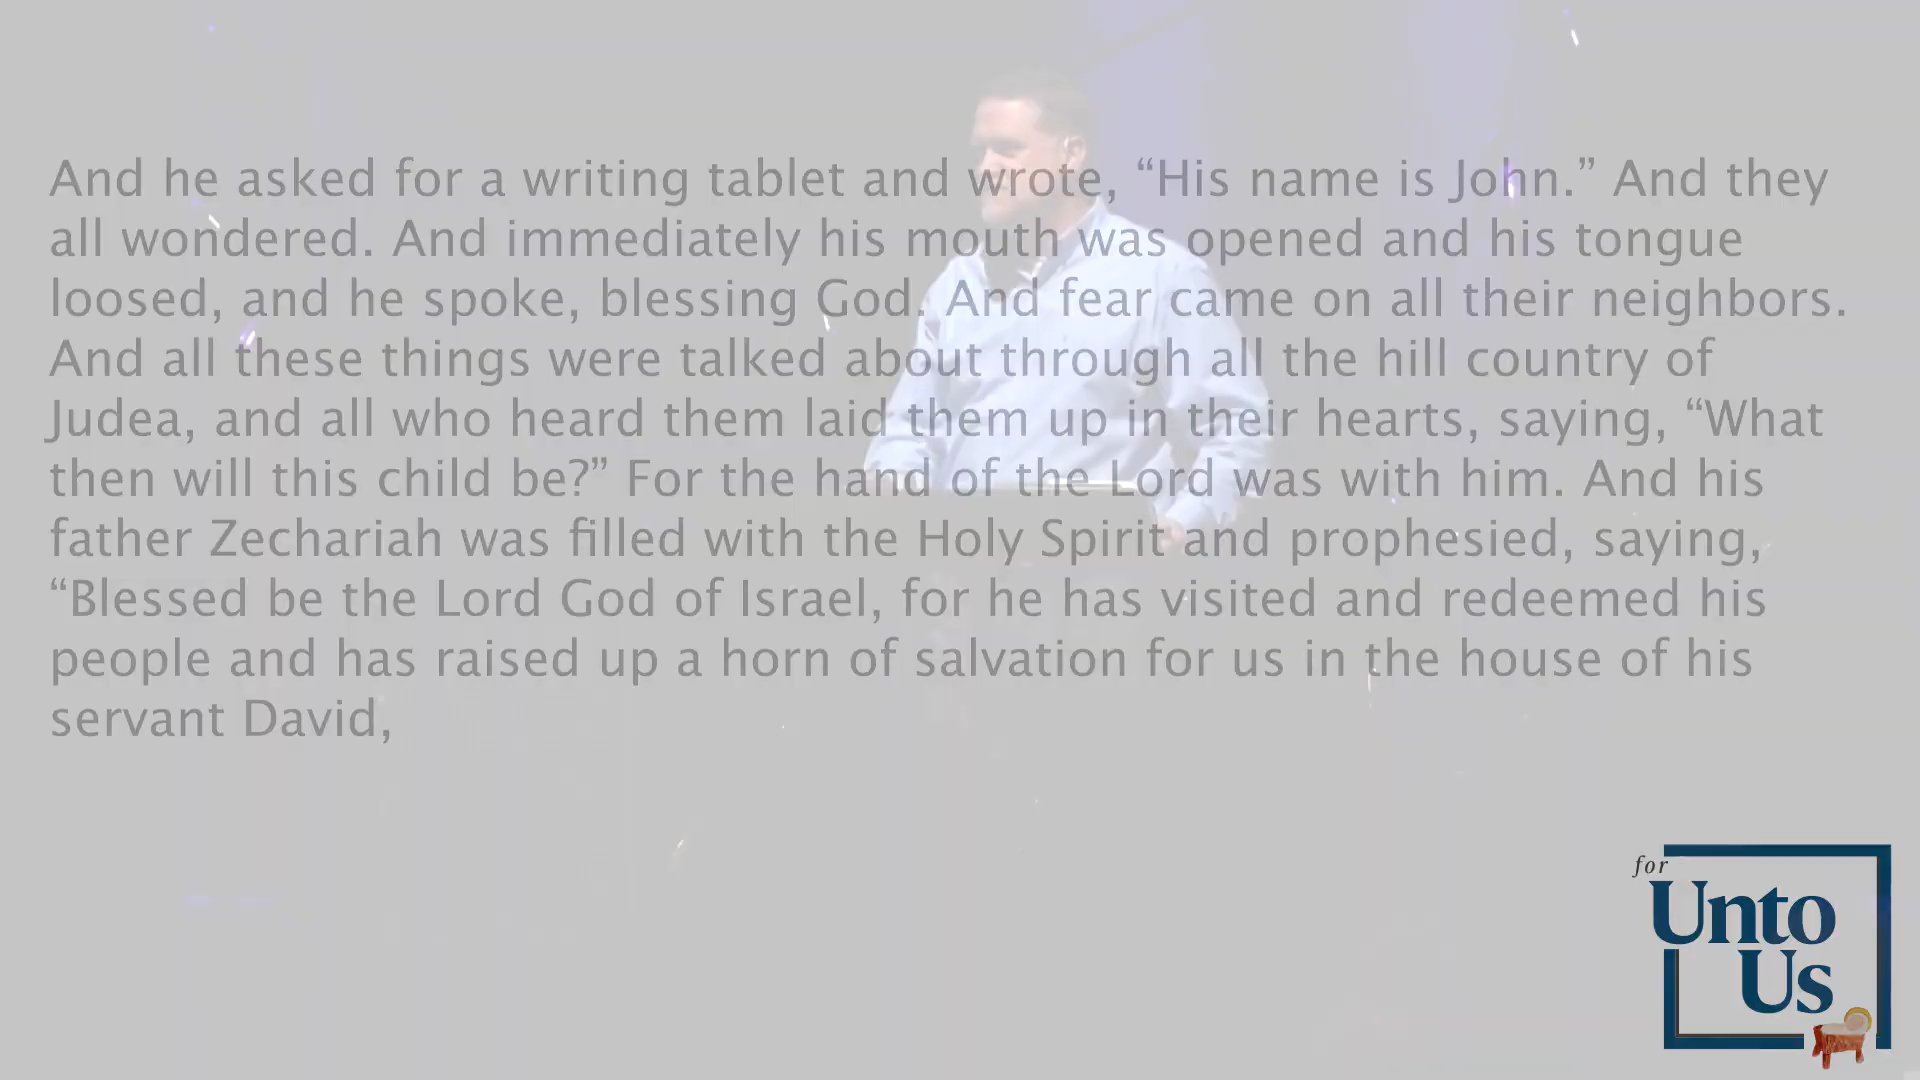 And he asked for a writing tablet and wrote, “His name is John.” And they
all wondered. And immediately his mouth was opened and his tongue
loosed, and he spoke, blessing God. And fear came on all their neighbors.
And all these things were talked about through all the hill country of
Judea, and all who heard them laid them up in their hearts, saying, “What
then will this child be?” For the hand of the Lord was with him. And his
father Zechariah was filled with the Holy Spirit and prophesied, saying,
“Blessed be the Lord God of Israel, for he has visited and redeemed his
people and has raised up a horn of salvation for us in the house of his
servant David,
for
Unto
Us